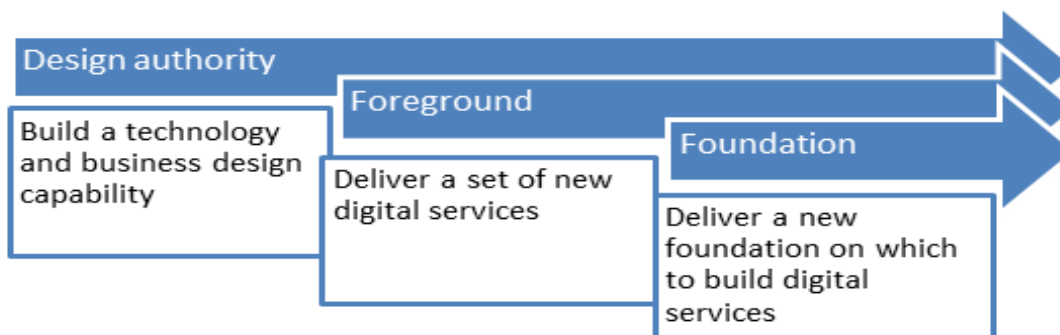 Design authority
Build a technology
and business design
capability
Foreground
Deliver a set of new
digital services
Foundation
Deliver a new
foundation on which
to build digital
services